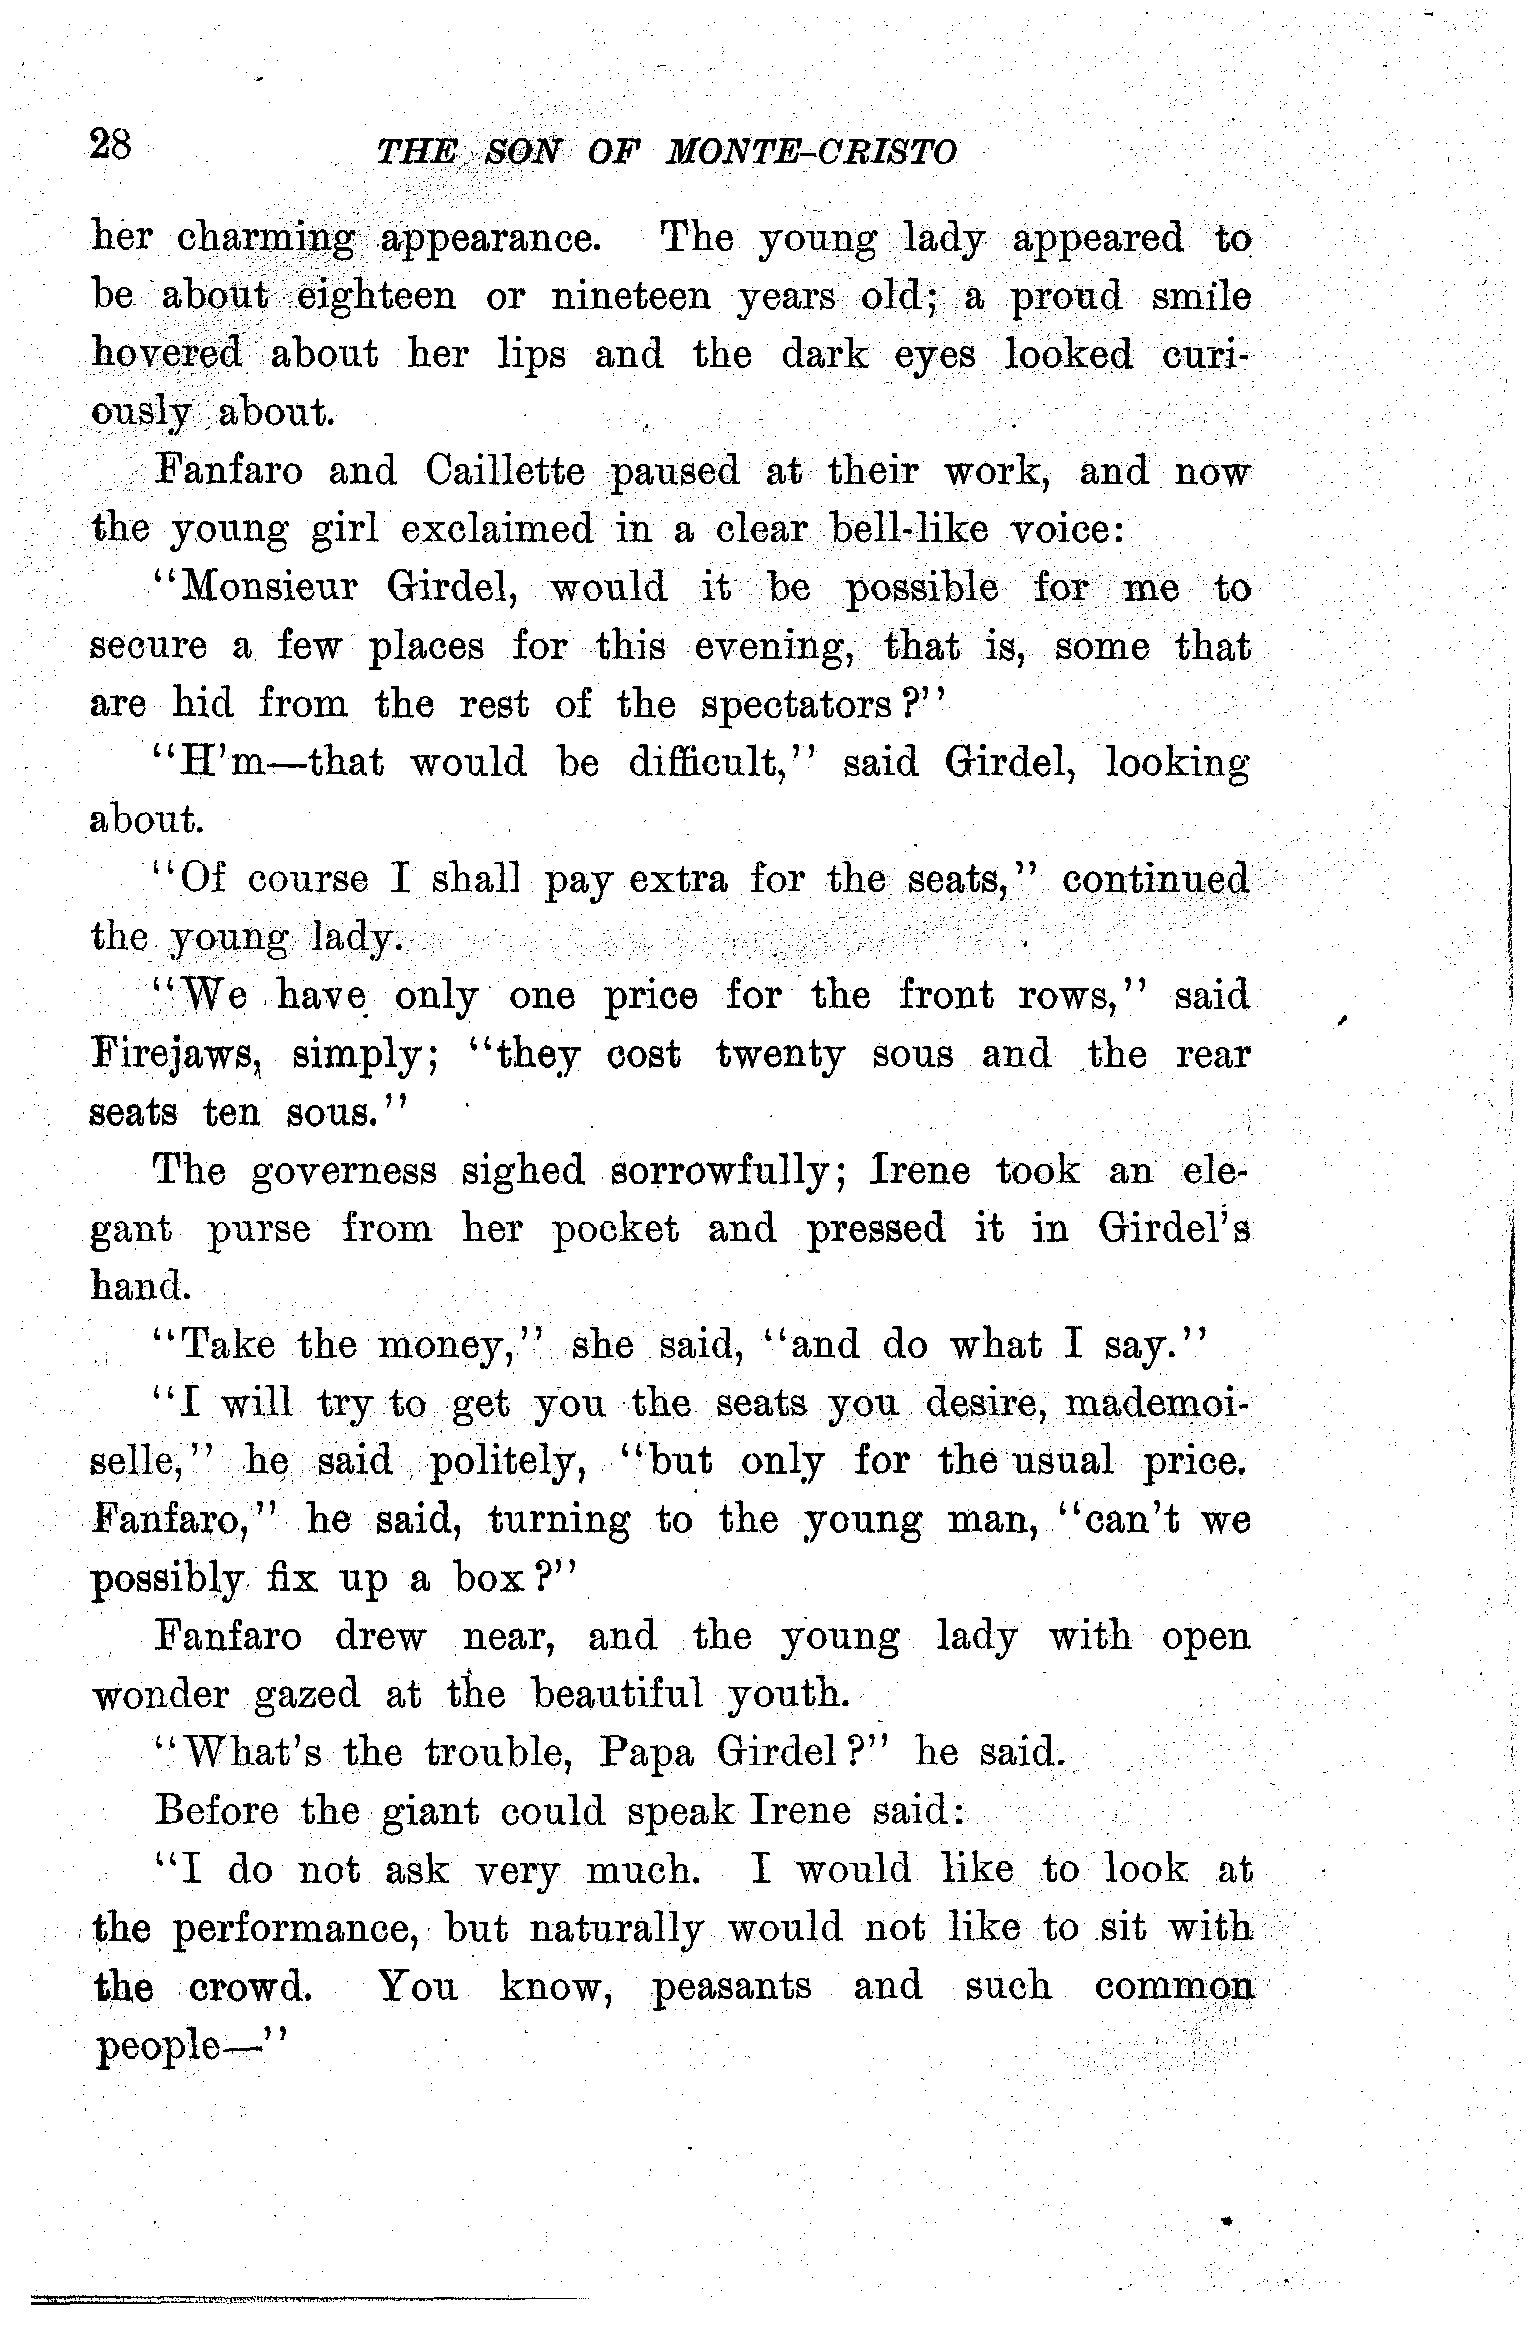 28
THE SON OF MONTE-CRISTO
her charming appearance. The young lady appeared to
be about eighteen or nineteen years old; a proud smile
hovered about her lips and the dark eyes looked curi-
ously about.
Fanfaro and Caillette paused at their work, and now
the young girl exclaimed in a clear bell-like voice:
"Monsieur Girdel, would it be possible for me to
secure a few places for this evening, that is, some that
are hid from the rest of the spectators?"
"H'm—that would be difficult," said Girdel, looking
about.
"Of course I shall pay extra for the seats," continued
the young lady.
"We have only one price for the front rows," said
Firejaws, simply; "they cost twenty sous and the rear
seats ten sous."
The governess sighed sorrowfully; Irene took an ele-
gant purse from her pocket and pressed it in Girdel's
hand.
"Take the money," she said, "and do what I say."
"I will try to get you the seats you desire, mademoi-
selle," he said politely, "but only for the usual price.
Fanfaro," he said, turning to the young man, "can't we
possibly fix up a box?"
Fanfaro drew near, and the young lady with open
wonder gazed at the beautiful youth.
"What's the trouble, Papa Girdel?" he said.
Before the giant could speak Irene said:
"I do not ask very much. I would like to look at
the performance, but naturally would not like to sit with
the crowd. You know, peasants and such common
people—"